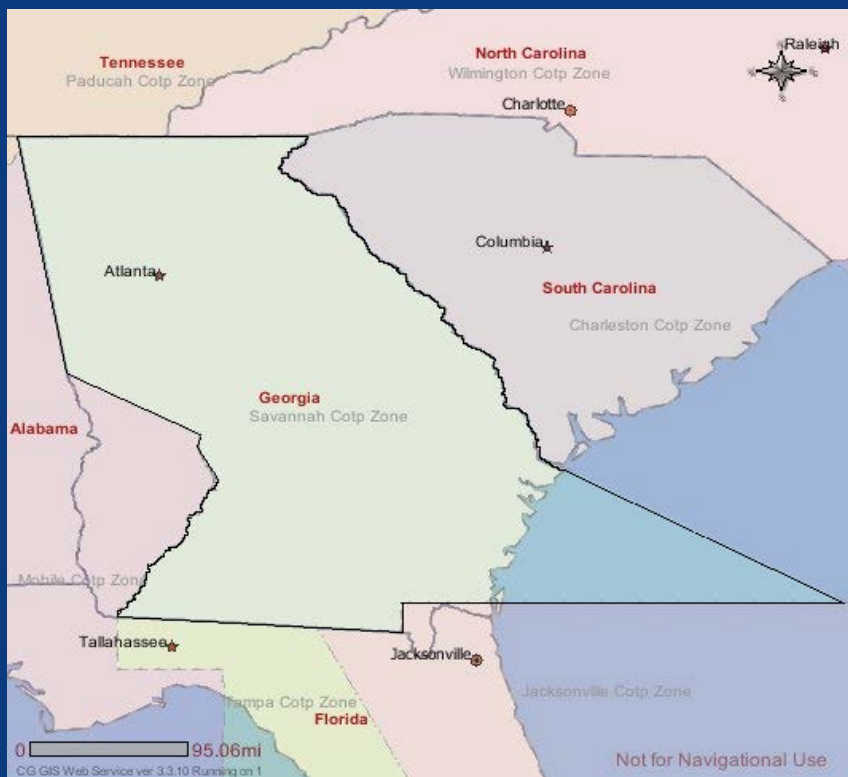 Raleigh
Tennessee
Paducah Cotp Zone
North Carolina
Wilmington Cotp Zone
Charlotte
Columbia
Atlanta
South Carolina
Charleston Cotp Zone
Georgia
Savannah Cotp Zone
Alabama
Mobile Cotp Zone
Tallahassee
Jacksonville
Jacksonville Cotp Zone
Tampa Cotp Zone
Florida
0 95.06mi
Not for Navigational Use
CG GIS Web Service ver 3.3.10 Running on 1